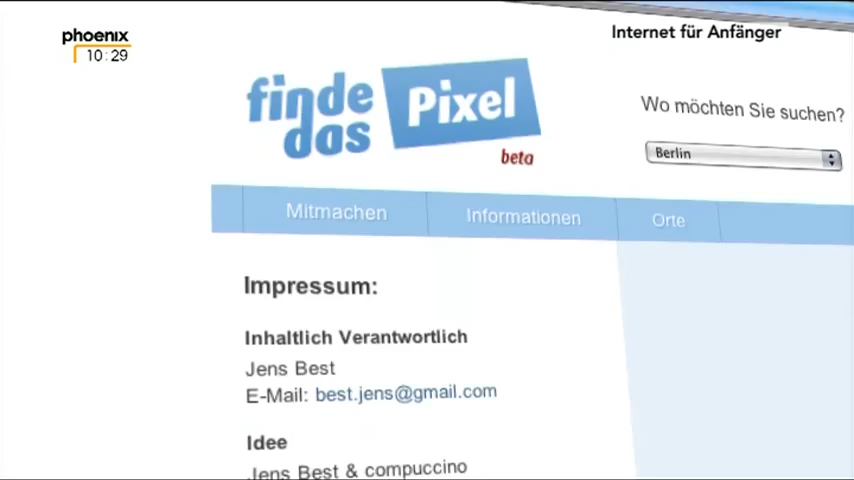 phoenix
10:29
Internet für Anfänger
finde
das
Pixel
beta
Wo möchten Sie suchen?
Berlin
Mitmachen
Informationen
Orte
Impressum:
Inhaltlich Verantwortlich
Jens Best
E-Mail: best.jens@gmail.com
Idee
Jens Best & compuccino